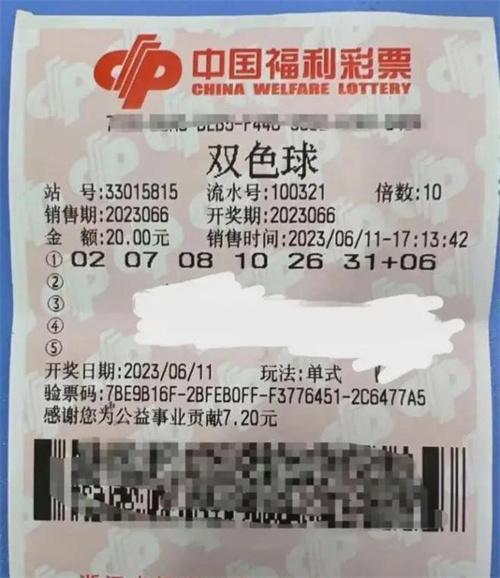 中国福利彩票
CHINA WELFARE LOTTERY
双色球
站 号:33015815 流水号:100321 倍数:10
销售期:2023066 开奖期:2023066
金 额:20.00元 销售时间:2023/06/11-17:13:42
① 02 07 08 10 26 31+06
②
③
④
⑤
开奖日期:2023/06/11 玩法:单式
验票码:7BE9B16F-2BFEB0FF-F3776451-2C6477A5
感谢您为公益事业贡献7.20元